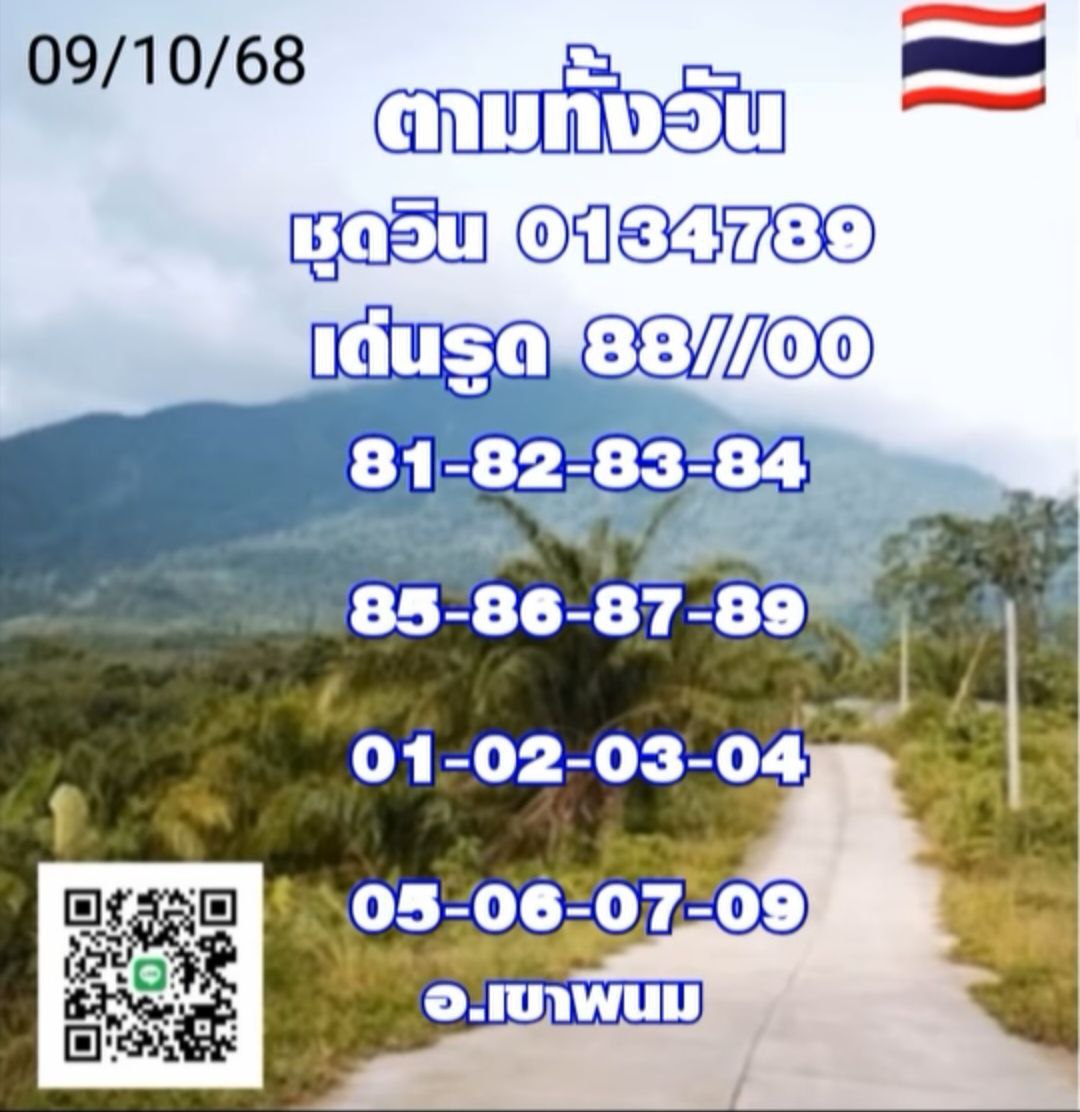 09/10/68
ตามทั้งวัน
ชุดวิน 0134789
เด่นรูด 88///00
81-82-83-84
85-86-87-89
01-02-03-04
05-06-07-09
อ.เขาพนม